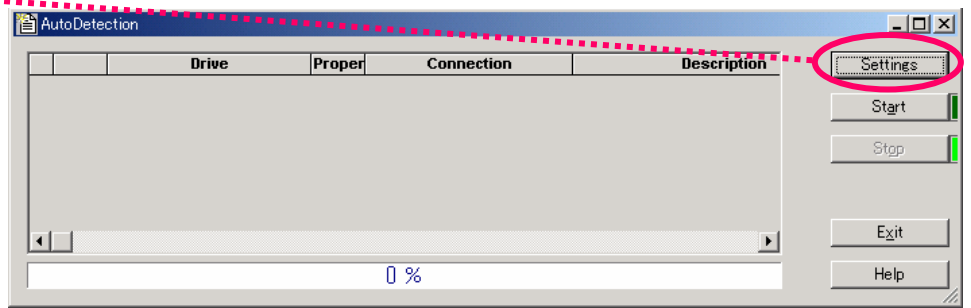 AutoDetection
Drive Proper Connection Description
Settings
Start
Stop
Exit
0 %
Help